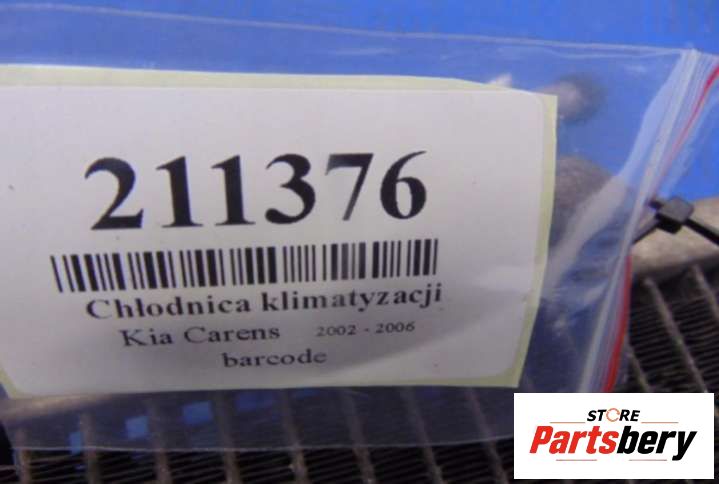 211376
Chłodnica klimatyzacji
Kia Carens 2002 - 2006
barcode
STORE
Partsbery